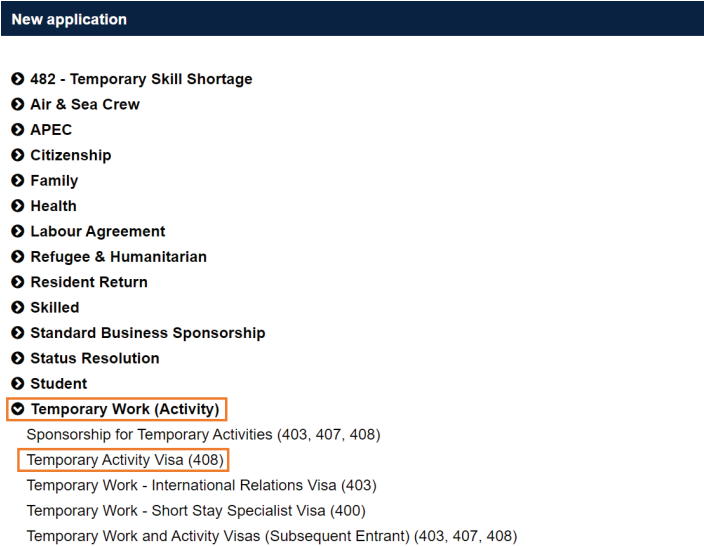 New application
482 - Temporary Skill Shortage
Air & Sea Crew
APEC
Citizenship
Family
Health
Labour Agreement
Refugee & Humanitarian
Resident Return
Skilled
Standard Business Sponsorship
Status Resolution
Student
Temporary Work (Activity)
Sponsorship for Temporary Activities (403, 407, 408)
Temporary Activity Visa (408)
Temporary Work - International Relations Visa (403)
Temporary Work - Short Stay Specialist Visa (400)
Temporary Work and Activity Visas (Subsequent Entrant) (403, 407, 408)